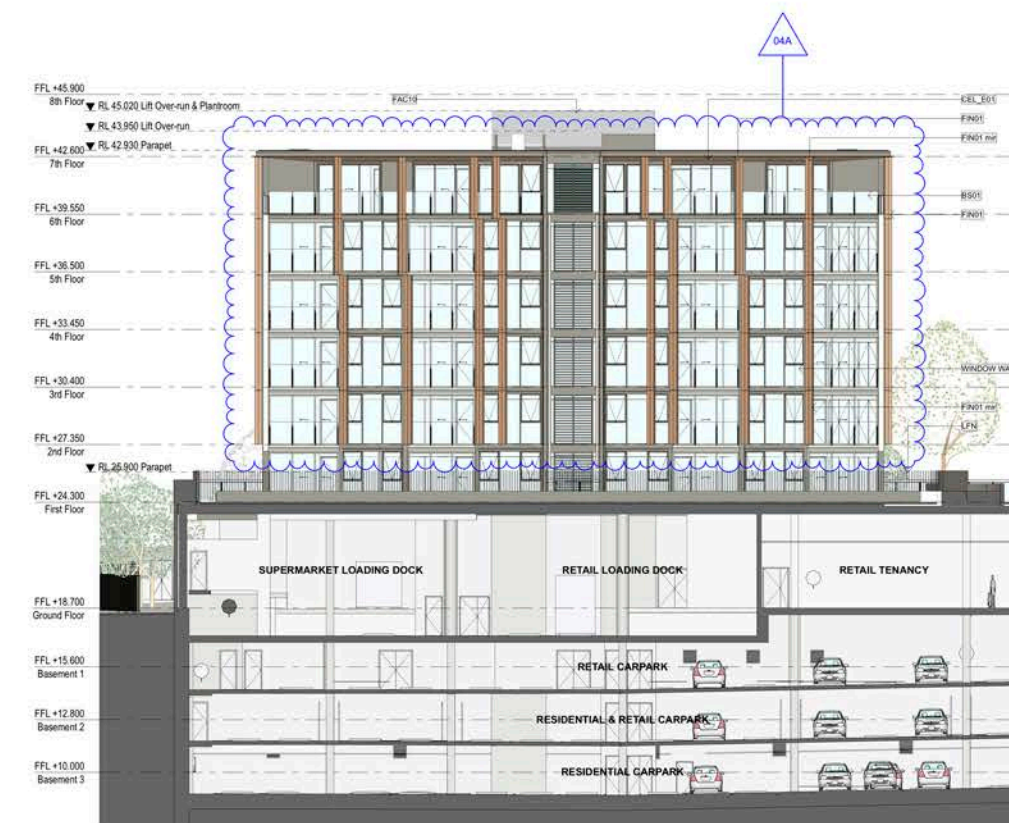 04A
FFL +45.900
8th Floor
RL 45.020 Lift Over-run & Plantroom
FAC10
CEL_E01
RL 43.950 Lift Over-run
FIN01
RL 42.930 Parapet
FIN01 mir
FFL +42.600
7th Floor
BS01
FFL +39.550
6th Floor
FIN01
FFL +36.500
5th Floor
FFL +33.450
4th Floor
WINDOW WA
FFL +30.400
3rd Floor
FIN01 mir
LFN
FFL +27.350
2nd Floor
RL 25.900 Parapet
FFL +24.300
First Floor
SUPERMARKET LOADING DOCK
RETAIL LOADING DOCK
RETAIL TENANCY
FFL +18.700
Ground Floor
FFL +15.600
Basement 1
RETAIL CARPARK
FFL +12.800
Basement 2
RESIDENTIAL & RETAIL CARPARK
FFL +10.000
Basement 3
RESIDENTIAL CARPARK